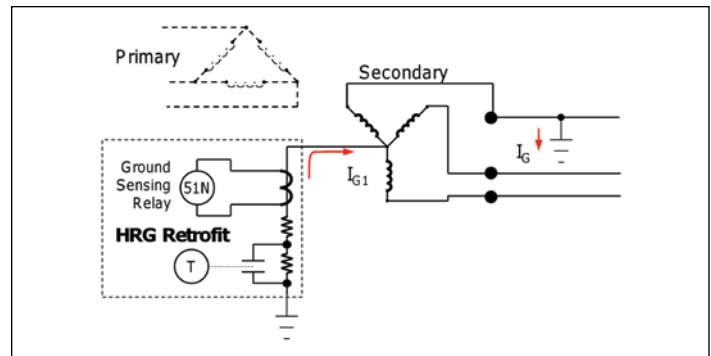 Primary
Secondary
Ground
Sensing
Relay
51N
HRG Retrofit
T
IG1
IG